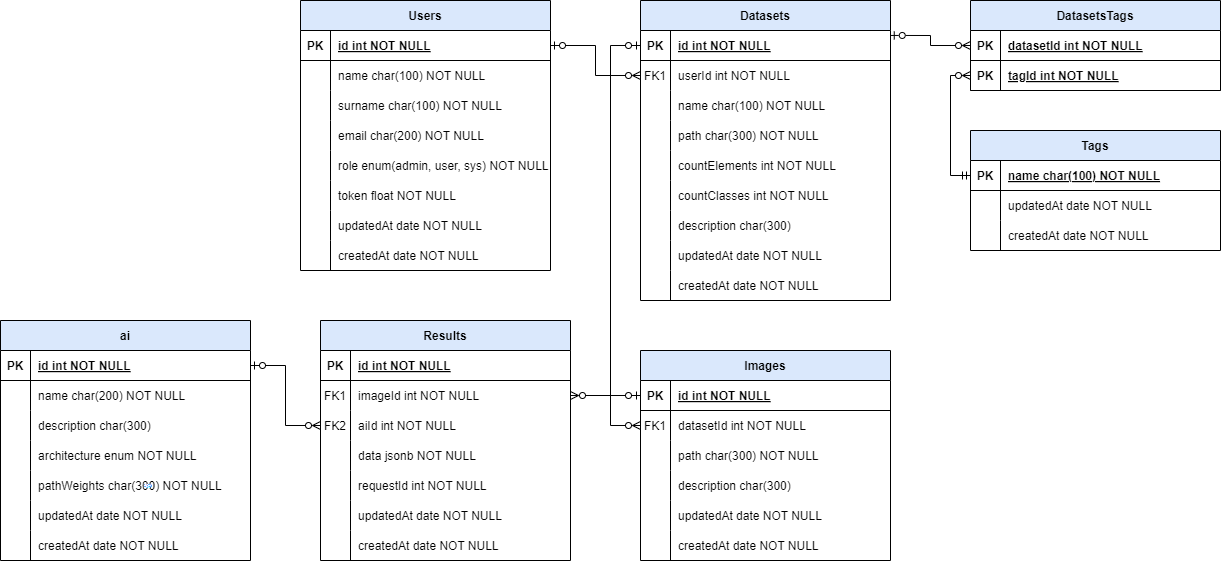 Users
PK id int NOT NULL
name char(100) NOT NULL
surname char(100) NOT NULL
email char(200) NOT NULL
role enum(admin, user, sys) NOT NULL
token float NOT NULL
updatedAt date NOT NULL
createdAt date NOT NULL
Datasets
PK id int NOT NULL
FK1 userId int NOT NULL
name char(100) NOT NULL
path char(300) NOT NULL
countElements int NOT NULL
countClasses int NOT NULL
description char(300)
updatedAt date NOT NULL
createdAt date NOT NULL
DatasetsTags
PK datasetId int NOT NULL
PK tagId int NOT NULL
Tags
PK name char(100) NOT NULL
updatedAt date NOT NULL
createdAt date NOT NULL
ai
PK id int NOT NULL
name char(200) NOT NULL
description char(300)
architecture enum NOT NULL
pathWeights char(300) NOT NULL
updatedAt date NOT NULL
createdAt date NOT NULL
Results
PK id int NOT NULL
FK1 imageId int NOT NULL
FK2 aiId int NOT NULL
data jsonb NOT NULL
requestId int NOT NULL
updatedAt date NOT NULL
createdAt date NOT NULL
Images
PK id int NOT NULL
FK1 datasetId int NOT NULL
path char(300) NOT NULL
description char(300)
updatedAt date NOT NULL
createdAt date NOT NULL